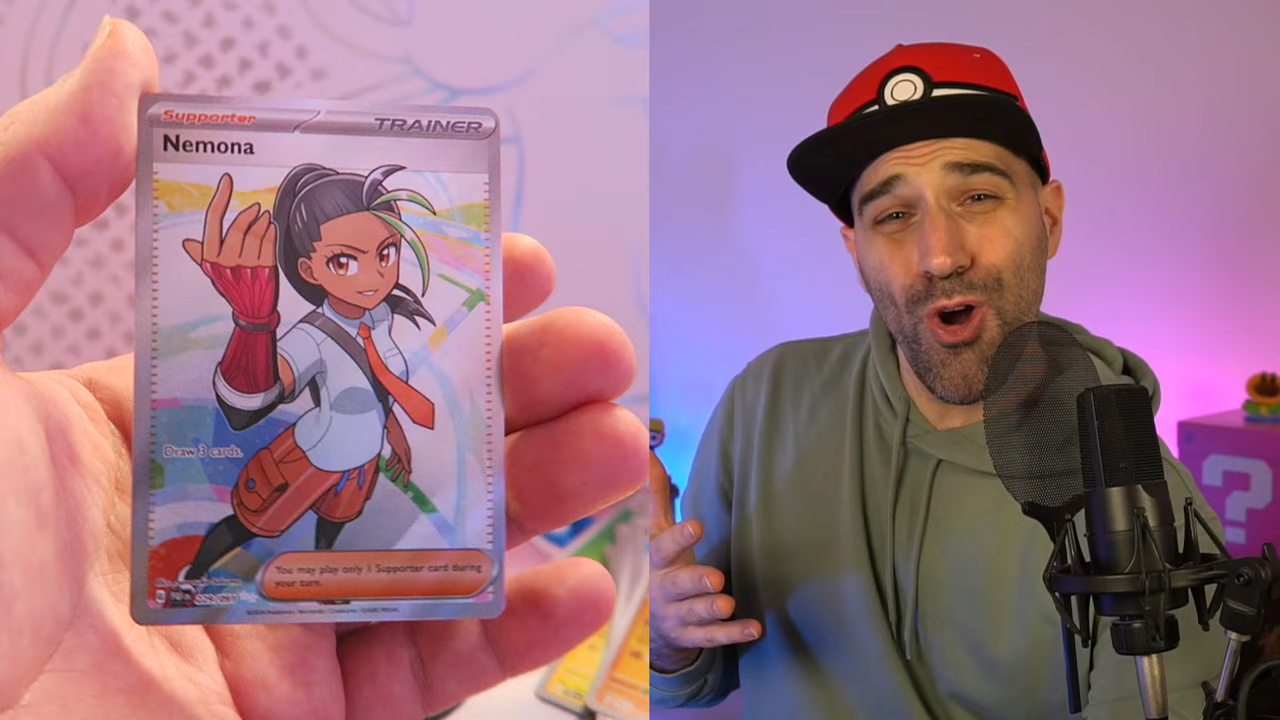 Supporter
TRAINER
Nemona
Draw 3 cards.
You may play only 1 Supporter card during
your turn.
?